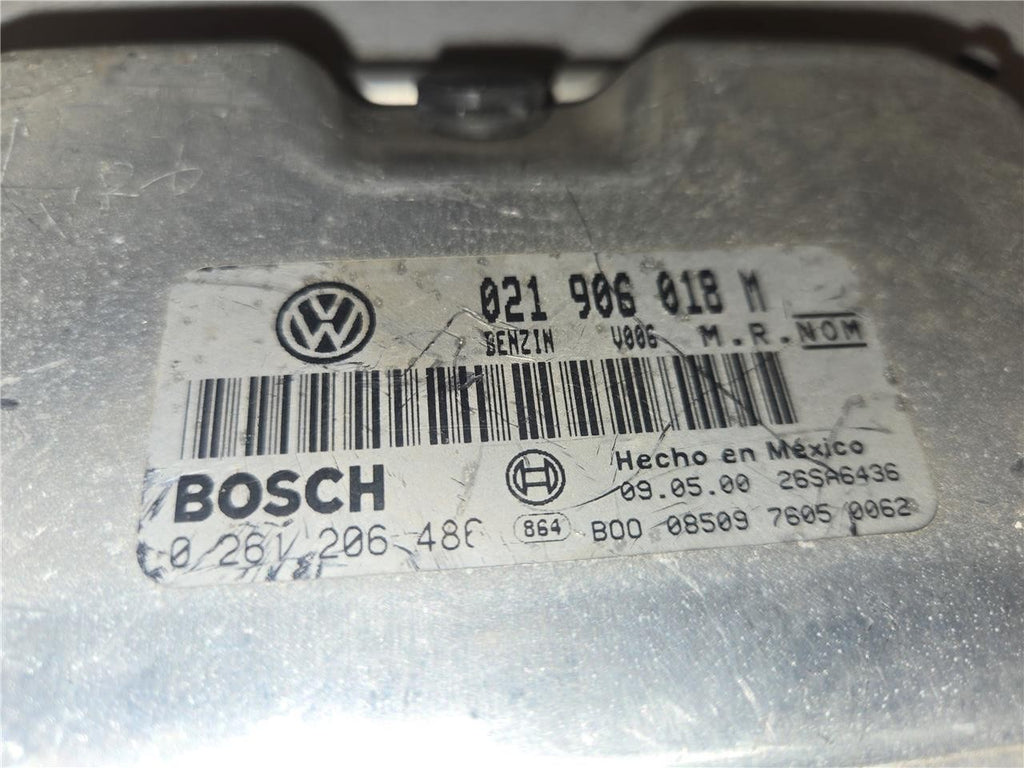 021 906 018 M
BENZIN V006 M.R.NOM
BOSCH
Hecho en México
09.05.00 26SA6436
0 261 206 486
864 B00 08509 7605 0062